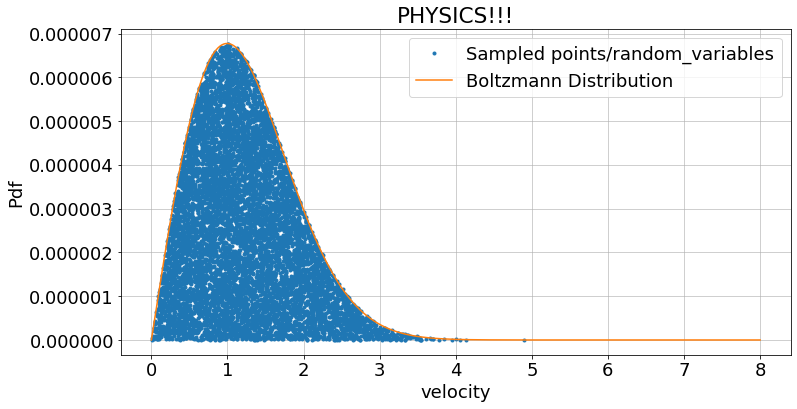 PHYSICS!!!
Sampled points/random_variables
Boltzmann Distribution
Pdf
0.000007
0.000006
0.000005
0.000004
0.000003
0.000002
0.000001
0.000000
0 1 2 3 4 5 6 7 8
velocity